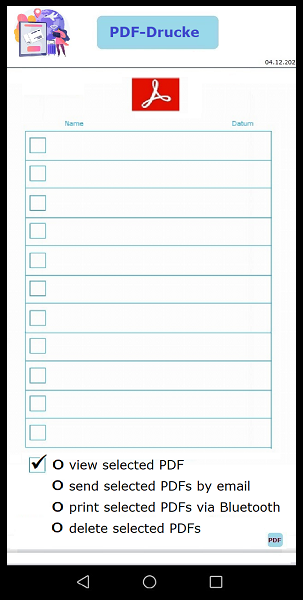 PDF-Drucke
04.12.202
Name Datum
O view selected PDF
O send selected PDFs by email
O print selected PDFs via Bluetooth
O delete selected PDFs
PDF